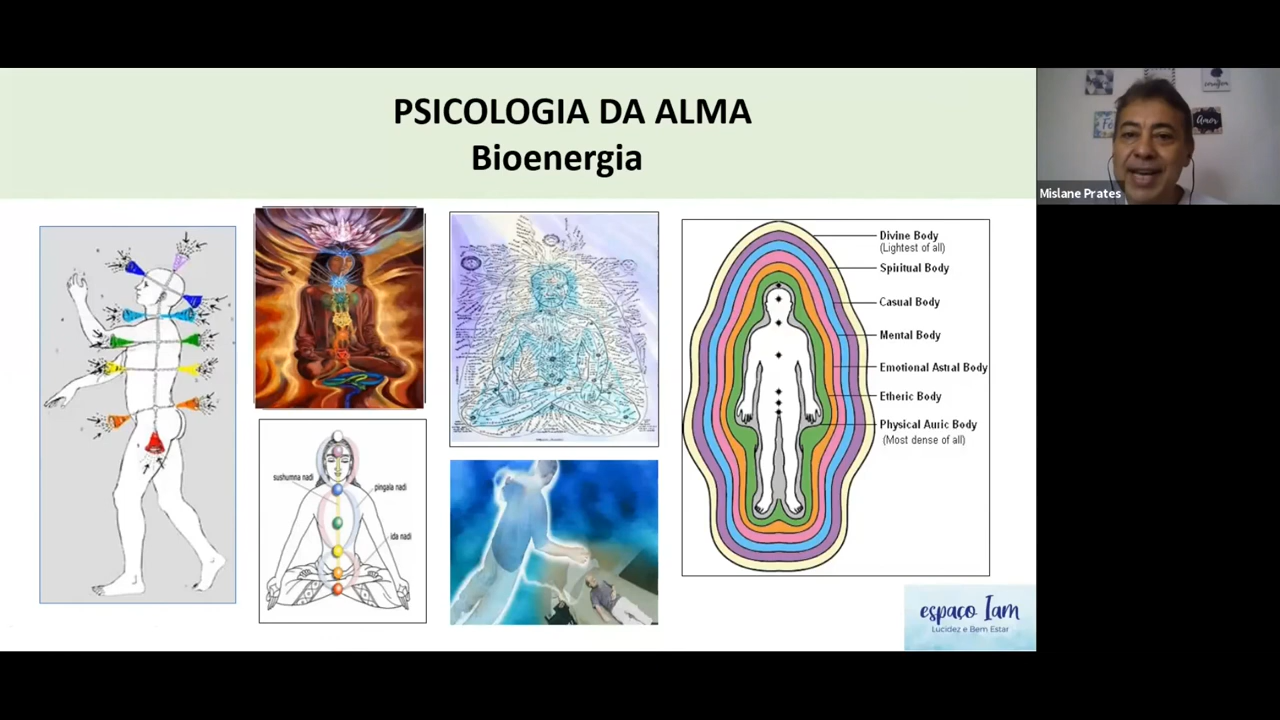 PSICOLOGIA DA ALMA
Bioenergia
sushumna nadi
pingala nadi
ida nadi
Divine Body
(Lightest of all)
Spiritual Body
Casual Body
Mental Body
Emotional Astral Body
Etheric Body
Physical Auric Body
(Most dense of all)
espaço Iam
Lucidez e Bem Estar
Fé
Amor
Mislane Prates